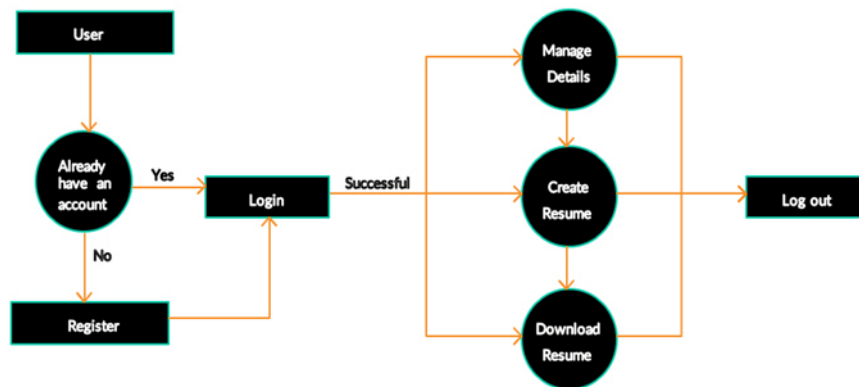 User
Already
have an
account
Yes
No
Register
Login
Successful
Manage
Details
Create
Resume
Download
Resume
Log out